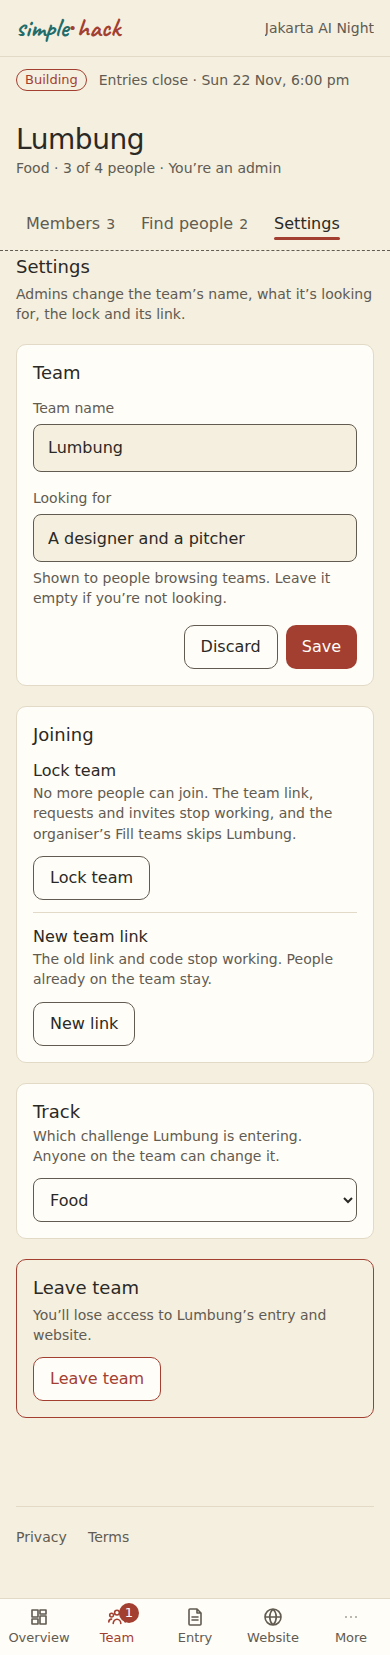 simple·hack
Jakarta AI Night
Building
Entries close · Sun 22 Nov, 6:00 pm
Lumbung
Food · 3 of 4 people · You’re an admin
Members 3
Find people 2
Settings
Settings
Admins change the team’s name, what it’s looking
for, the lock and its link.
Team
Team name
Lumbung
Looking for
A designer and a pitcher
Shown to people browsing teams. Leave it
empty if you’re not looking.
Discard
Save
Joining
Lock team
No more people can join. The team link,
requests and invites stop working, and the
organiser’s Fill teams skips Lumbung.
Lock team
New team link
The old link and code stop working. People
already on the team stay.
New link
Track
Which challenge Lumbung is entering.
Anyone on the team can change it.
Food
Leave team
You’ll lose access to Lumbung’s entry and
website.
Leave team
Privacy
Terms
1
Overview
Team
Entry
Website
More